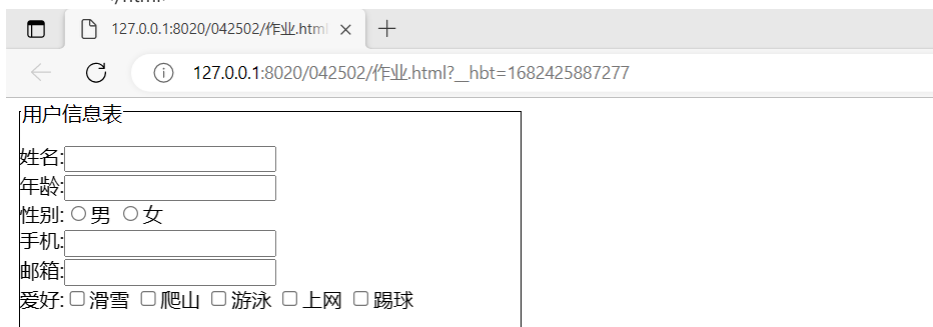 127.0.0.1:8020/042502/作业.html
127.0.0.1:8020/042502/作业.html?__hbt=1682425887277
用户信息表
姓名:
年龄:
性别: 男 女
手机:
邮箱:
爱好: 滑雪 爬山 游泳 上网 踢球